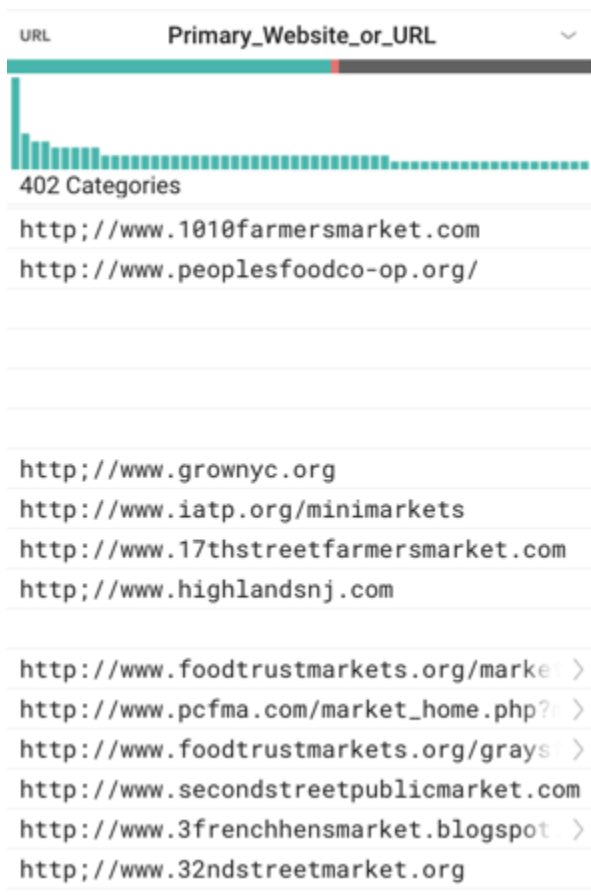 URL Primary_Website_or_URL
402 Categories
http;//www.1010farmersmarket.com
http://www.peoplesfoodco-op.org/
http;//www.grownyc.org
http://www.iatp.org/minimarkets
http://www.17thstreetfarmersmarket.com
http;//www.highlandsnj.com
http://www.foodtrustmarkets.org/marke
http://www.pcfma.com/market_home.php?
http://www.foodtrustmarkets.org/grays
http://www.secondstreetpublicmarket.com
http://www.3frenchhensmarket.blogspot
http;//www.32ndstreetmarket.org